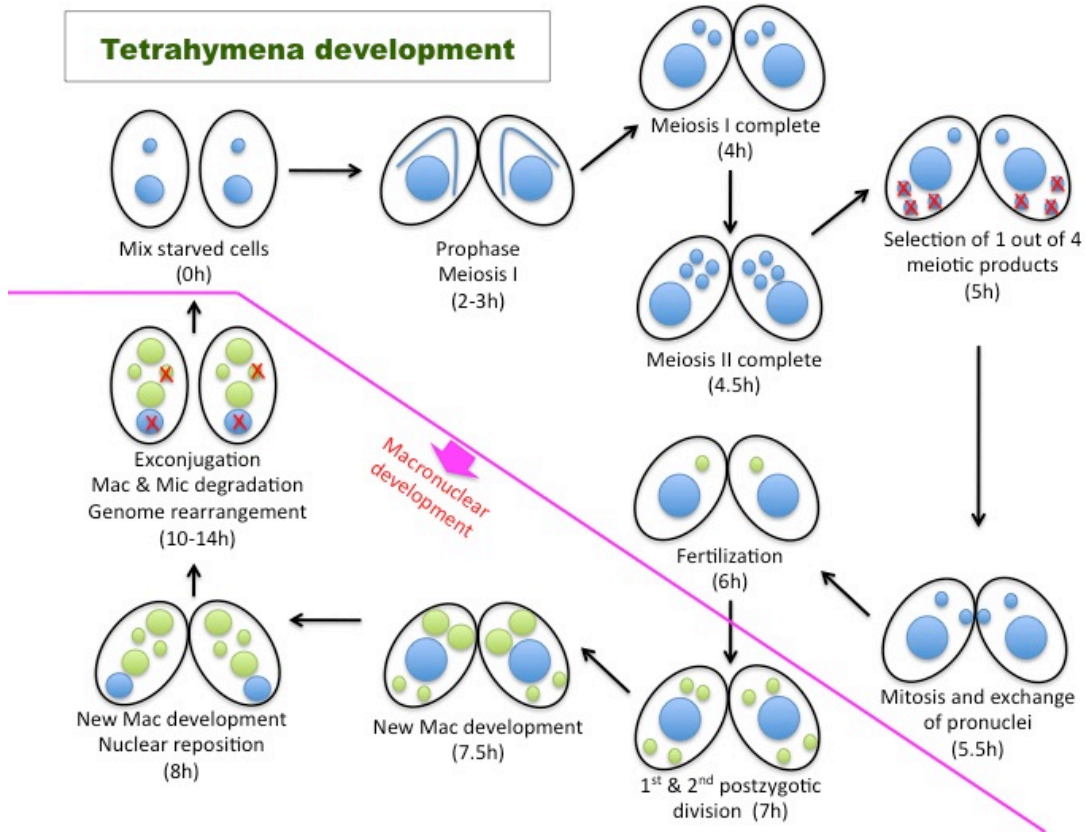 Tetrahymena development
Mix starved cells
(0h)
Prophase
Meiosis I
(2-3h)
Meiosis I complete
(4h)
Meiosis II complete
(4.5h)
Selection of 1 out of 4
meiotic products
(5h)
Mitosis and exchange
of pronuclei
(5.5h)
Fertilization
(6h)
1st & 2nd postzygotic
division (7h)
New Mac development
(7.5h)
New Mac development
Nuclear reposition
(8h)
Exconjugation
Mac & Mic degradation
Genome rearrangement
(10-14h)
Macronuclear
development